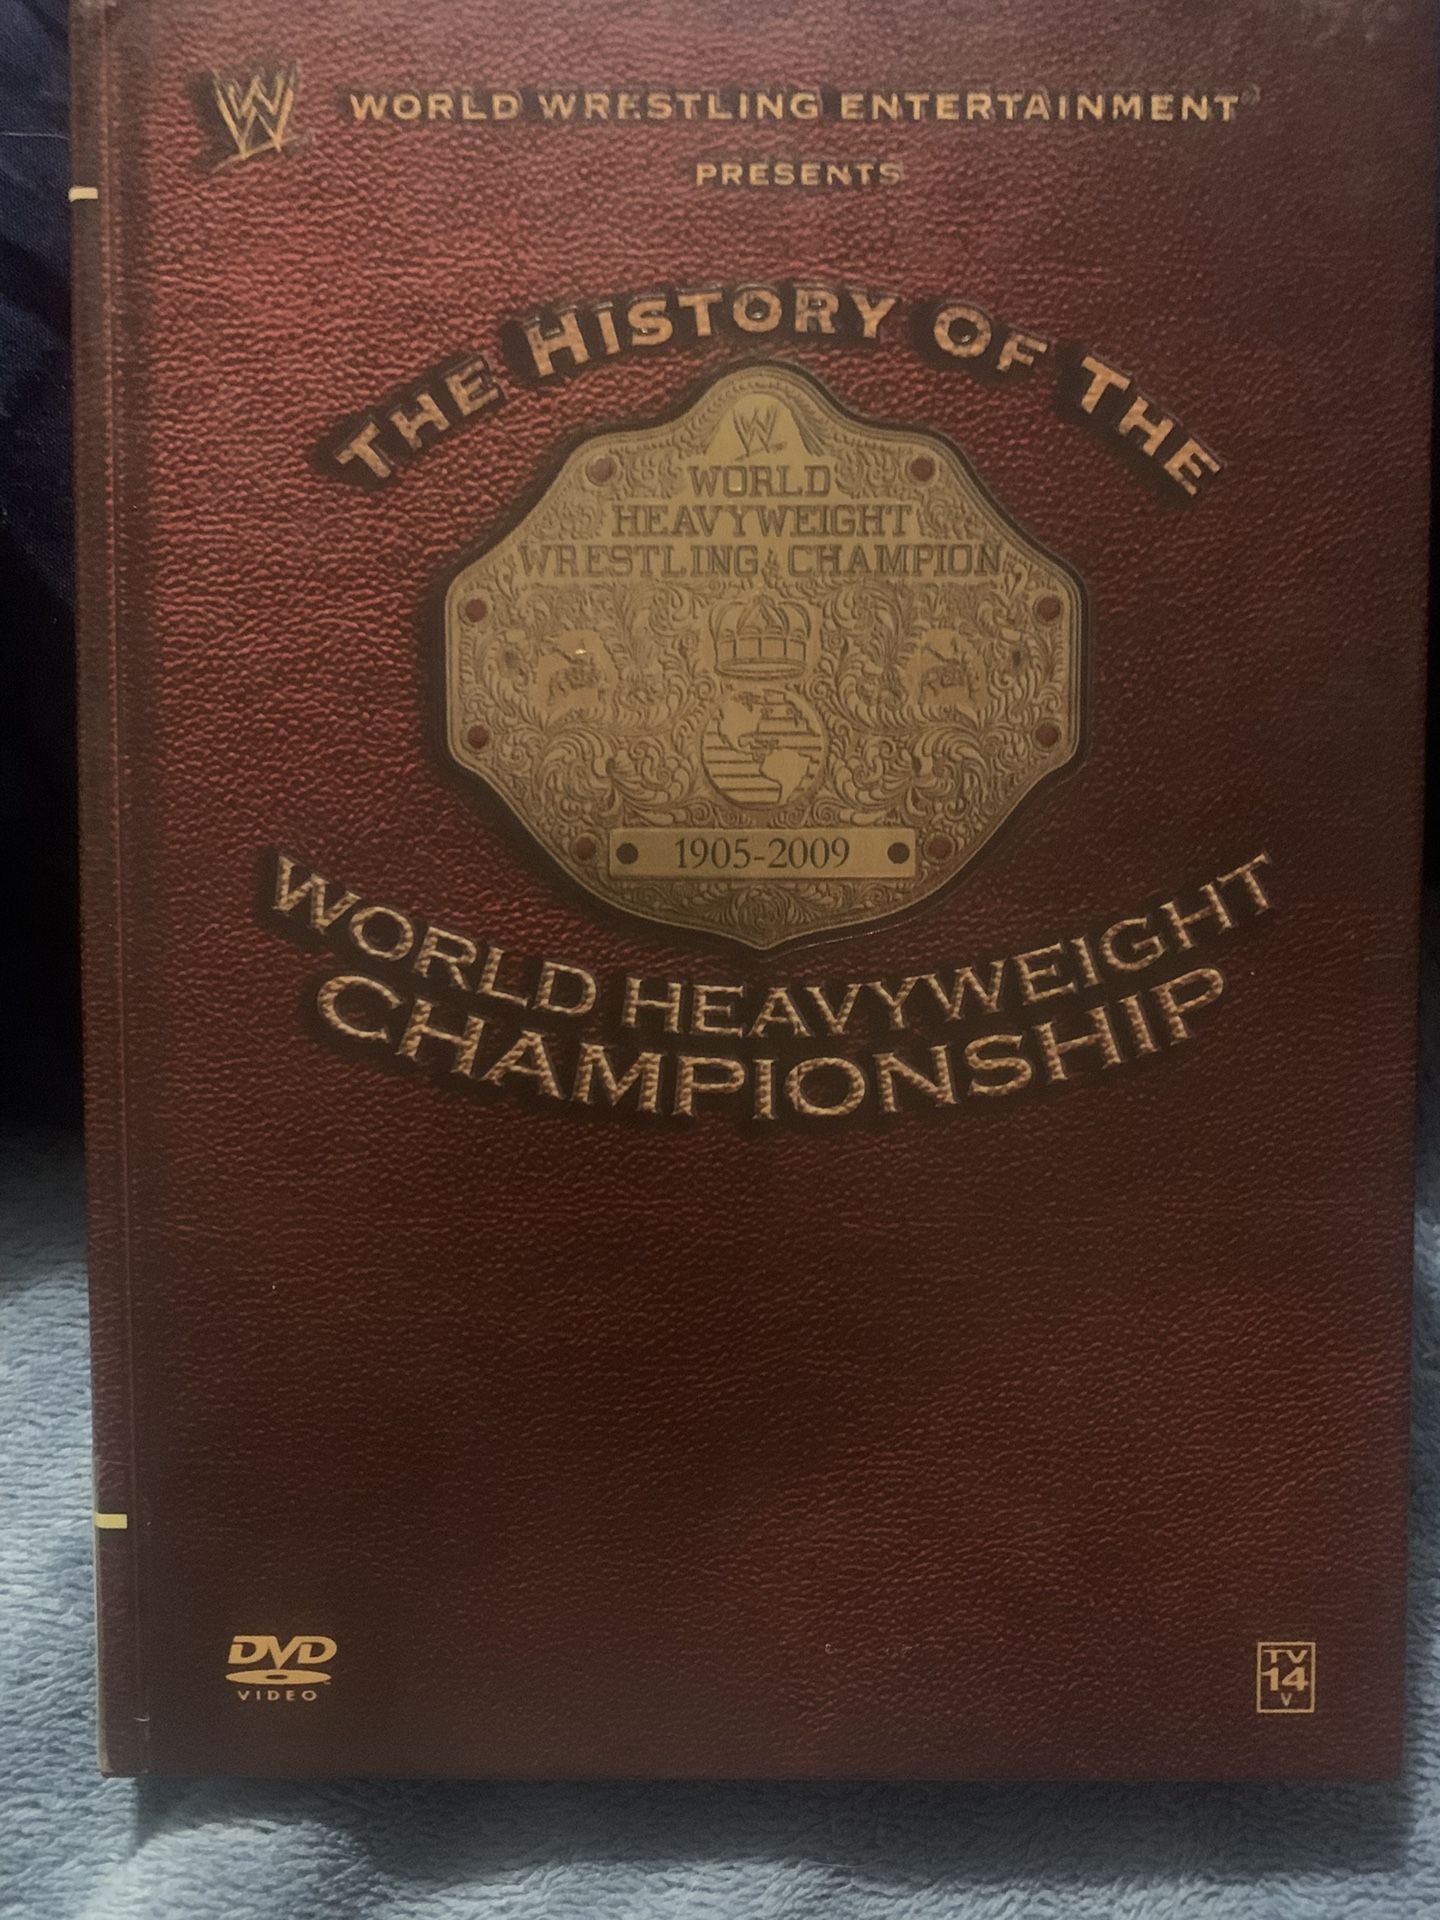 W WORLD WRESTLING ENTERTAINMENT®
PRESENTS
THE HISTORY OF THE
W
WORLD
HEAVYWEIGHT
WRESTLING CHAMPION
1905-2009
WORLD HEAVYWEIGHT
CHAMPIONSHIP
DVD
VIDEO
TV
14
V